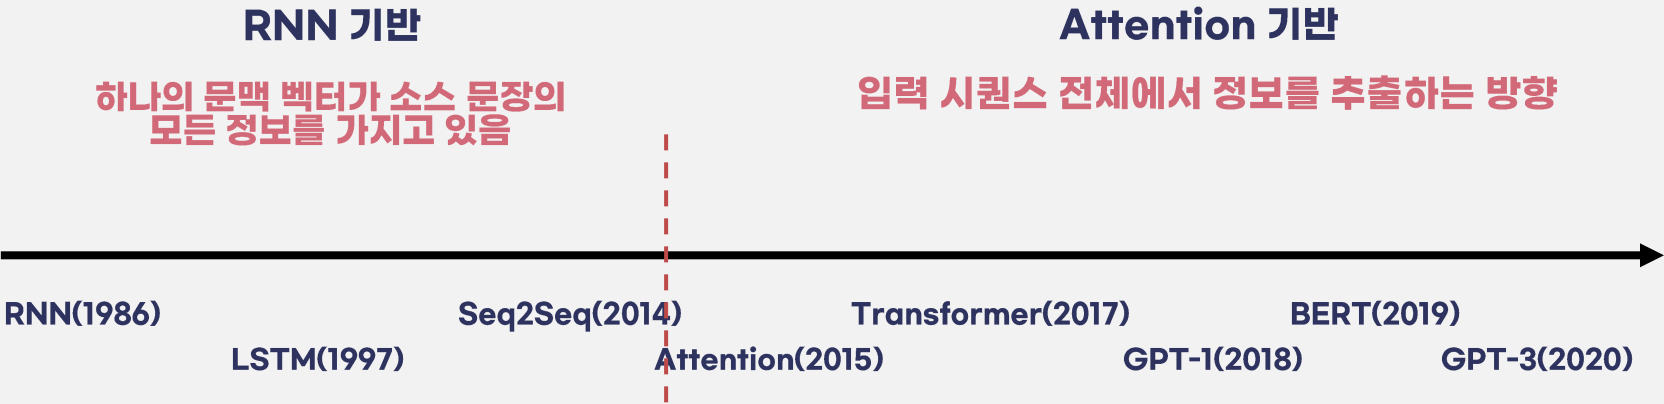 RNN 기반
하나의 문맥 벡터가 소스 문장의
모든 정보를 가지고 있음
Attention 기반
입력 시퀀스 전체에서 정보를 추출하는 방향
RNN(1986)
LSTM(1997)
Seq2Seq(2014)
Attention(2015)
Transformer(2017)
GPT-1(2018)
BERT(2019)
GPT-3(2020)